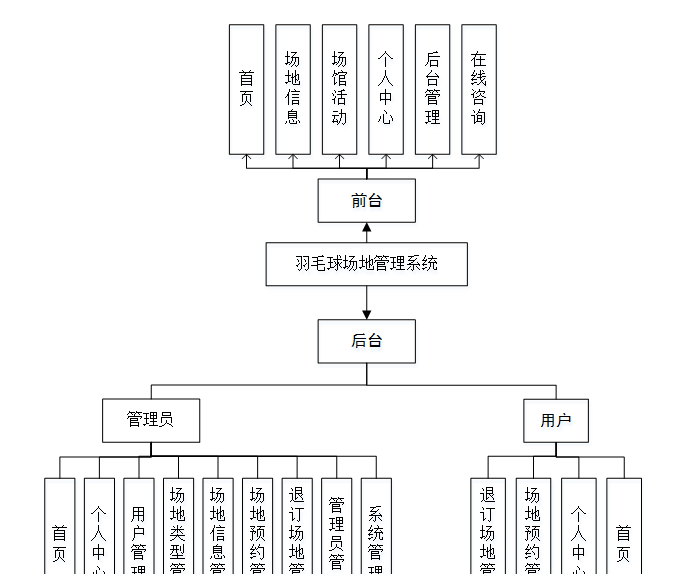 首页
场地信息
场馆活动
个人中心
后台管理
在线咨询
前台
羽毛球场地管理系统
后台
管理员
用户
首页
个人中心
用户管理
场地类型管
场地信息管
场地预约管
退订场地管
管理员管
系统管理
退订场地管
场地预约管
个人中心
首页